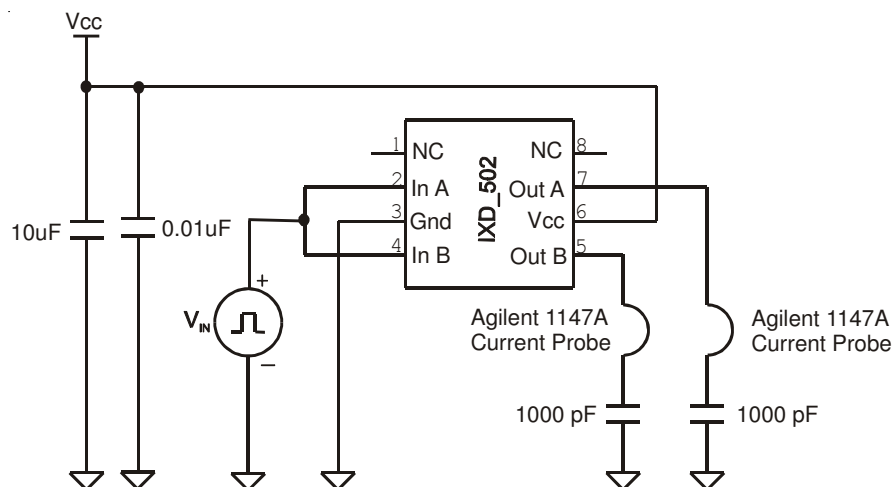 Vcc
1
NC
NC
8
2
In A
Out A
7
3
Gnd
IXD_502
Vcc
6
4
In B
Out B
5
10uF
0.01uF
+
VIN
−
Agilent 1147A
Current Probe
Agilent 1147A
Current Probe
1000 pF
1000 pF